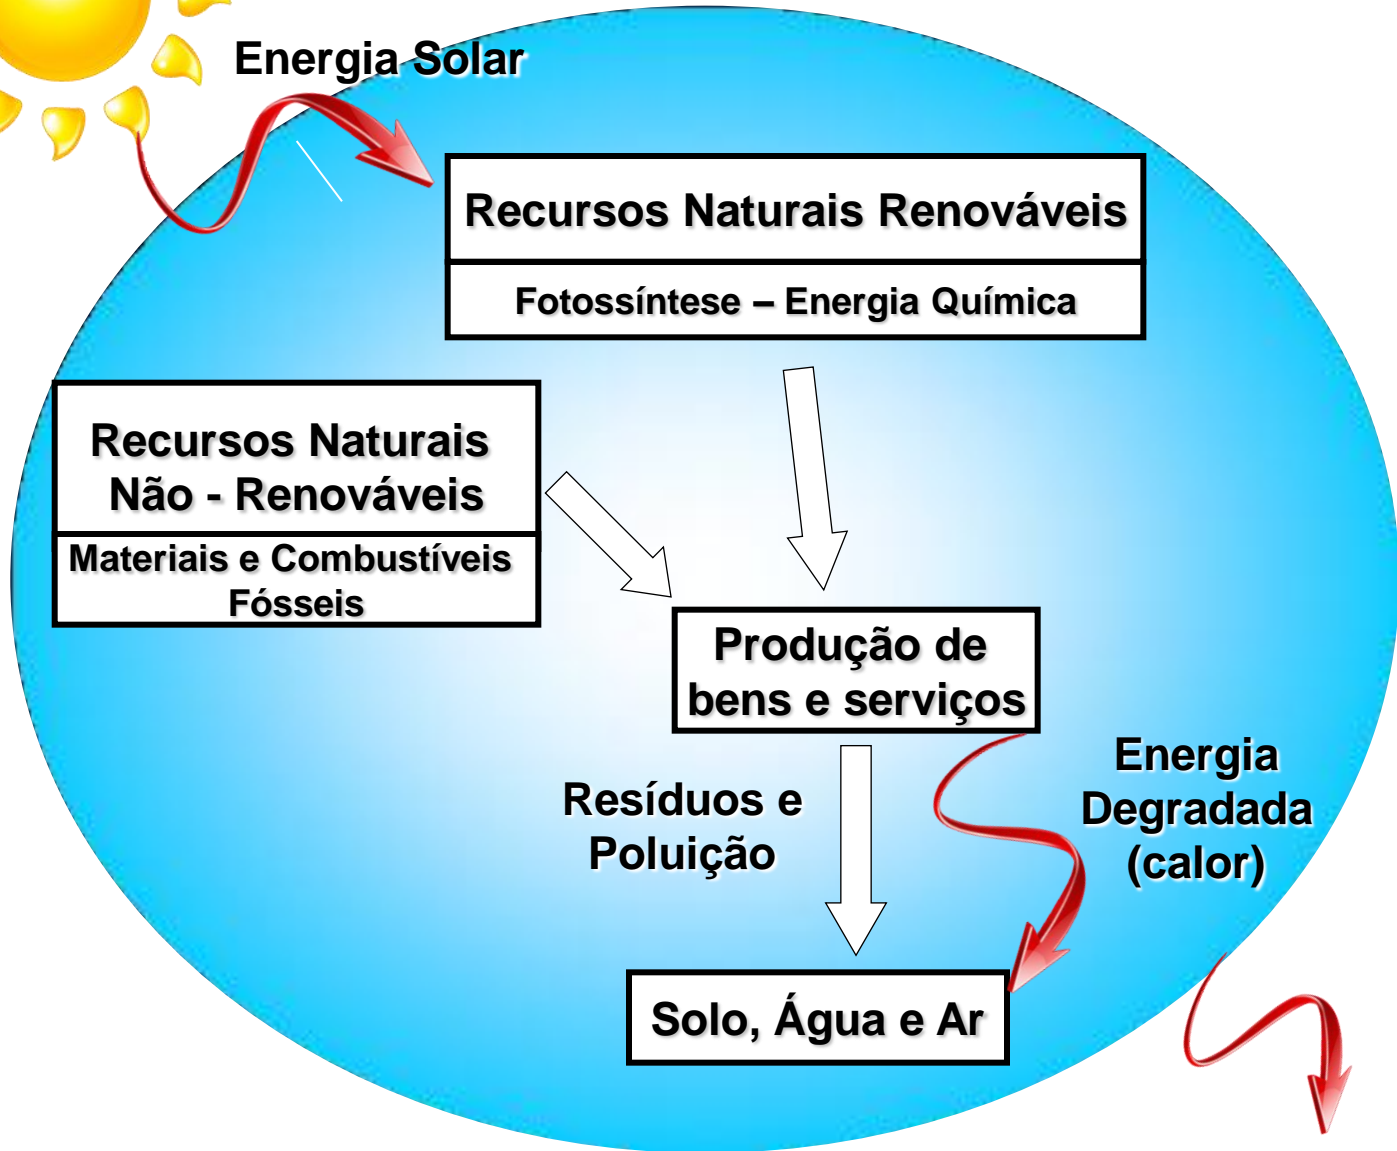 Energia Solar
Recursos Naturais Renováveis
Fotossíntese – Energia Química
Recursos Naturais
Não - Renováveis
Materiais e Combustíveis
Fósseis
Produção de
bens e serviços
Resíduos e
Poluição
Energia
Degradada
(calor)
Solo, Água e Ar